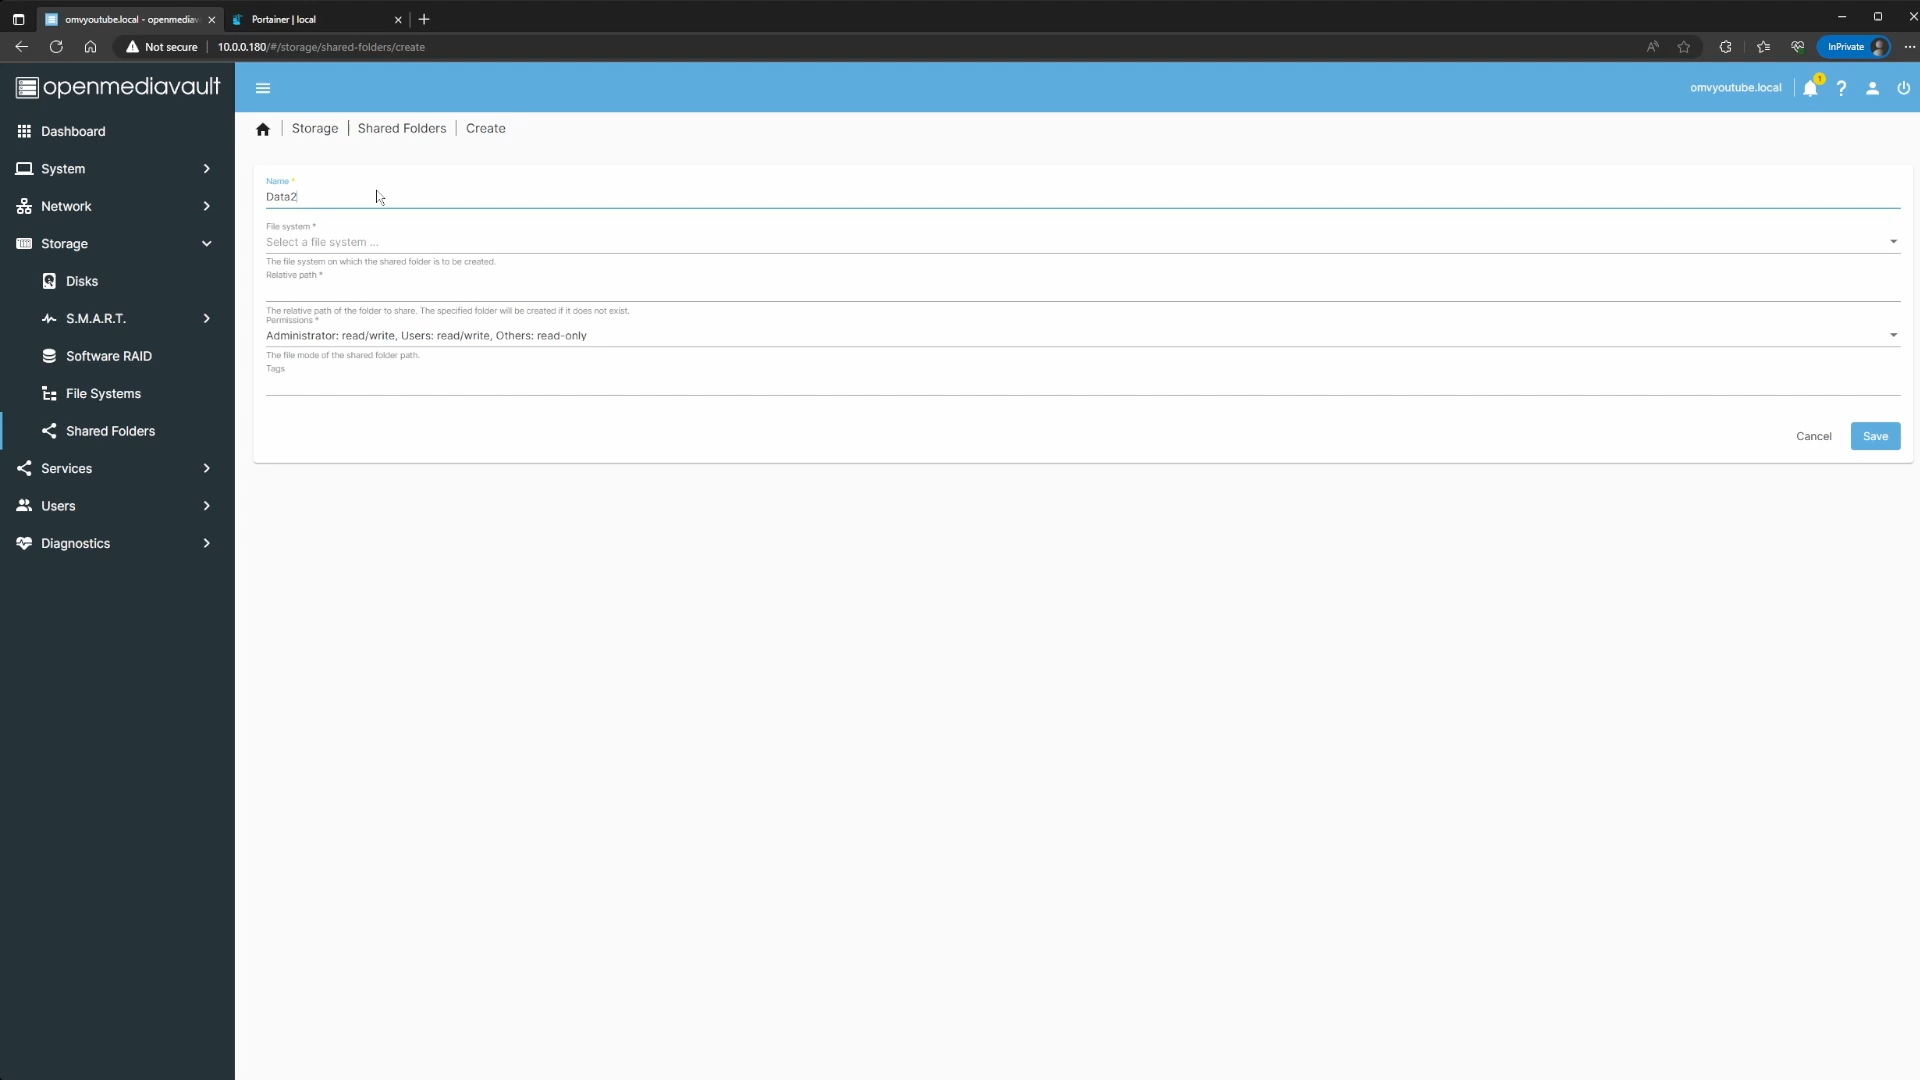 omvyoutube.local - openmediava
Portainer | local
Not secure
10.0.0.180/#/storage/shared-folders/create
InPrivate
openmediavault
omvyoutube.local
1
Dashboard
System
Network
Storage
Disks
S.M.A.R.T.
Software RAID
File Systems
Shared Folders
Services
Users
Diagnostics
Storage | Shared Folders | Create
Name *
Data2
File system *
Select a file system ...
The file system on which the shared folder is to be created.
Relative path *
The relative path of the folder to share. The specified folder will be created if it does not exist.
Permissions *
Administrator: read/write, Users: read/write, Others: read-only
The file mode of the shared folder path.
Tags
Cancel
Save